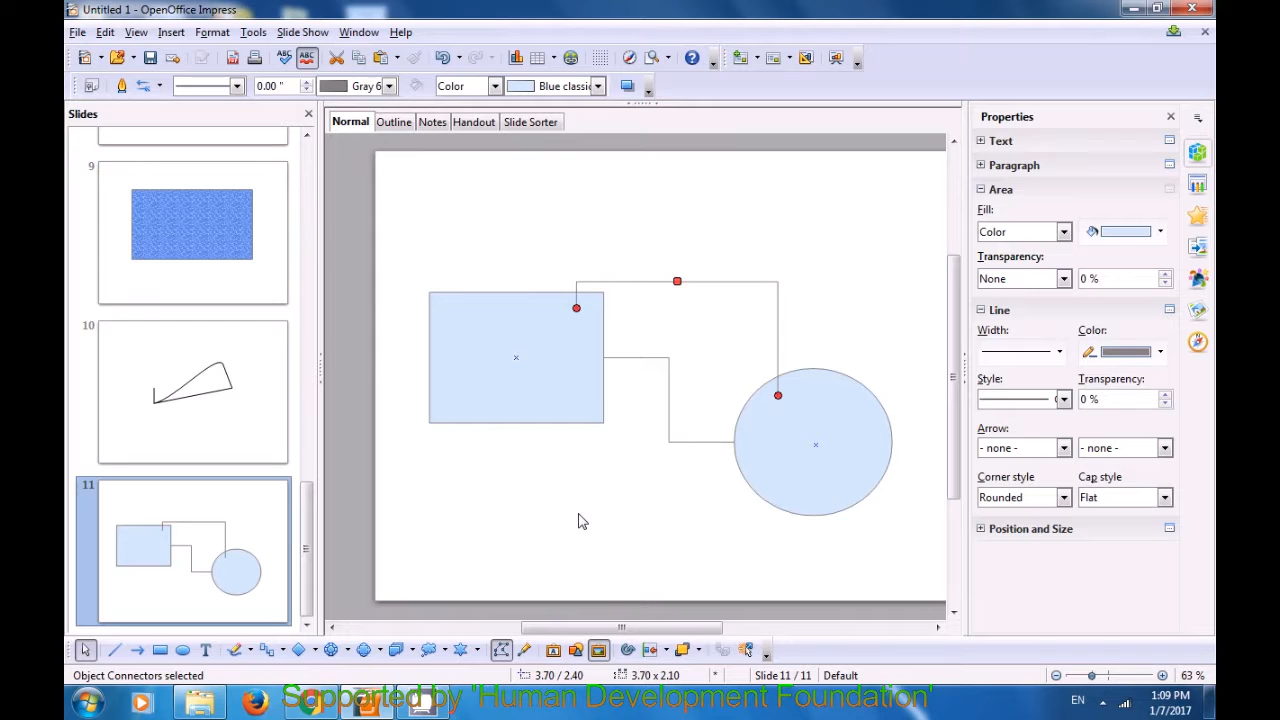 Untitled 1 - OpenOffice Impress
File Edit View Insert Format Tools Slide Show Window Help
ABC ABC
0.00 " Gray 6 Color Blue classic
Slides
Normal Outline Notes Handout Slide Sorter
Properties
Text
Paragraph
Area
Fill:
Color
Transparency:
None 0 %
Line
Width: Color:
Style: Transparency:
0 %
Arrow:
- none - - none -
Corner style Cap style
Rounded Flat
Position and Size
9
10
11
Object Connectors selected 3.70 / 2.40 3.70 x 2.10 * Slide 11 / 11 Default 63 %
EN 1:09 PM
1/7/2017
Supported by 'Human Development Foundation'